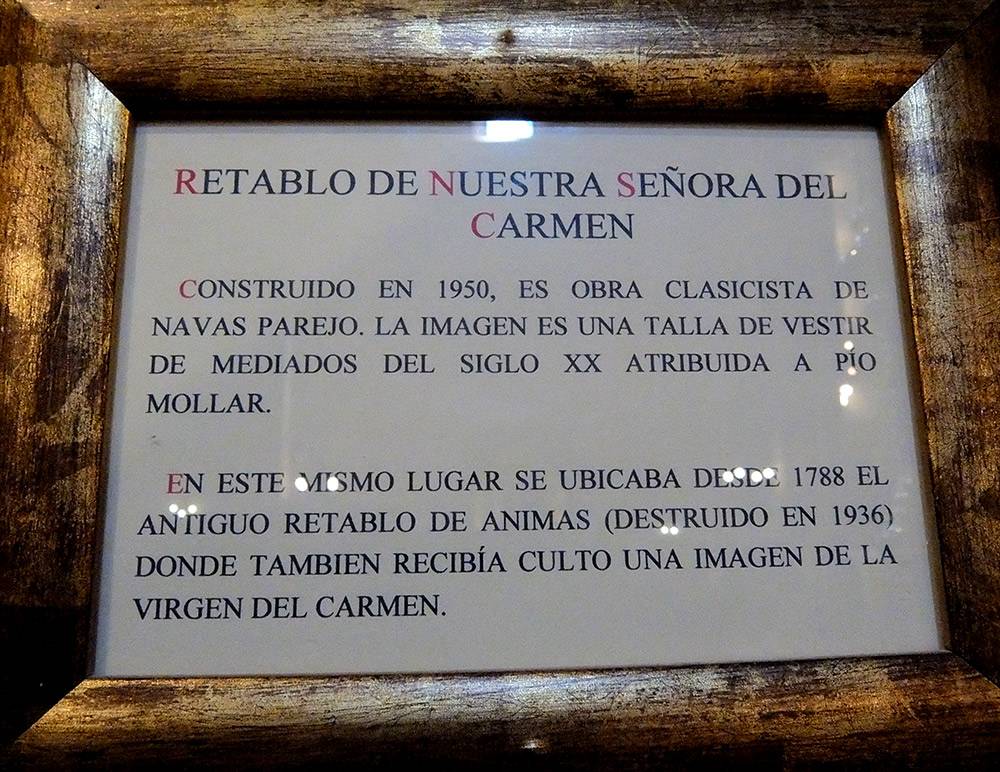 RETABLO DE NUESTRA SEÑORA DEL
CARMEN
CONSTRUIDO EN 1950, ES OBRA CLASICISTA DE
NAVAS PAREJO. LA IMAGEN ES UNA TALLA DE VESTIR
DE MEDIADOS DEL SIGLO XX ATRIBUIDA A PÍO
MOLLAR.
EN ESTE MISMO LUGAR SE UBICABA DESDE 1788 EL
ANTIGUO RETABLO DE ANIMAS (DESTRUIDO EN 1936)
DONDE TAMBIEN RECIBÍA CULTO UNA IMAGEN DE LA
VIRGEN DEL CARMEN.